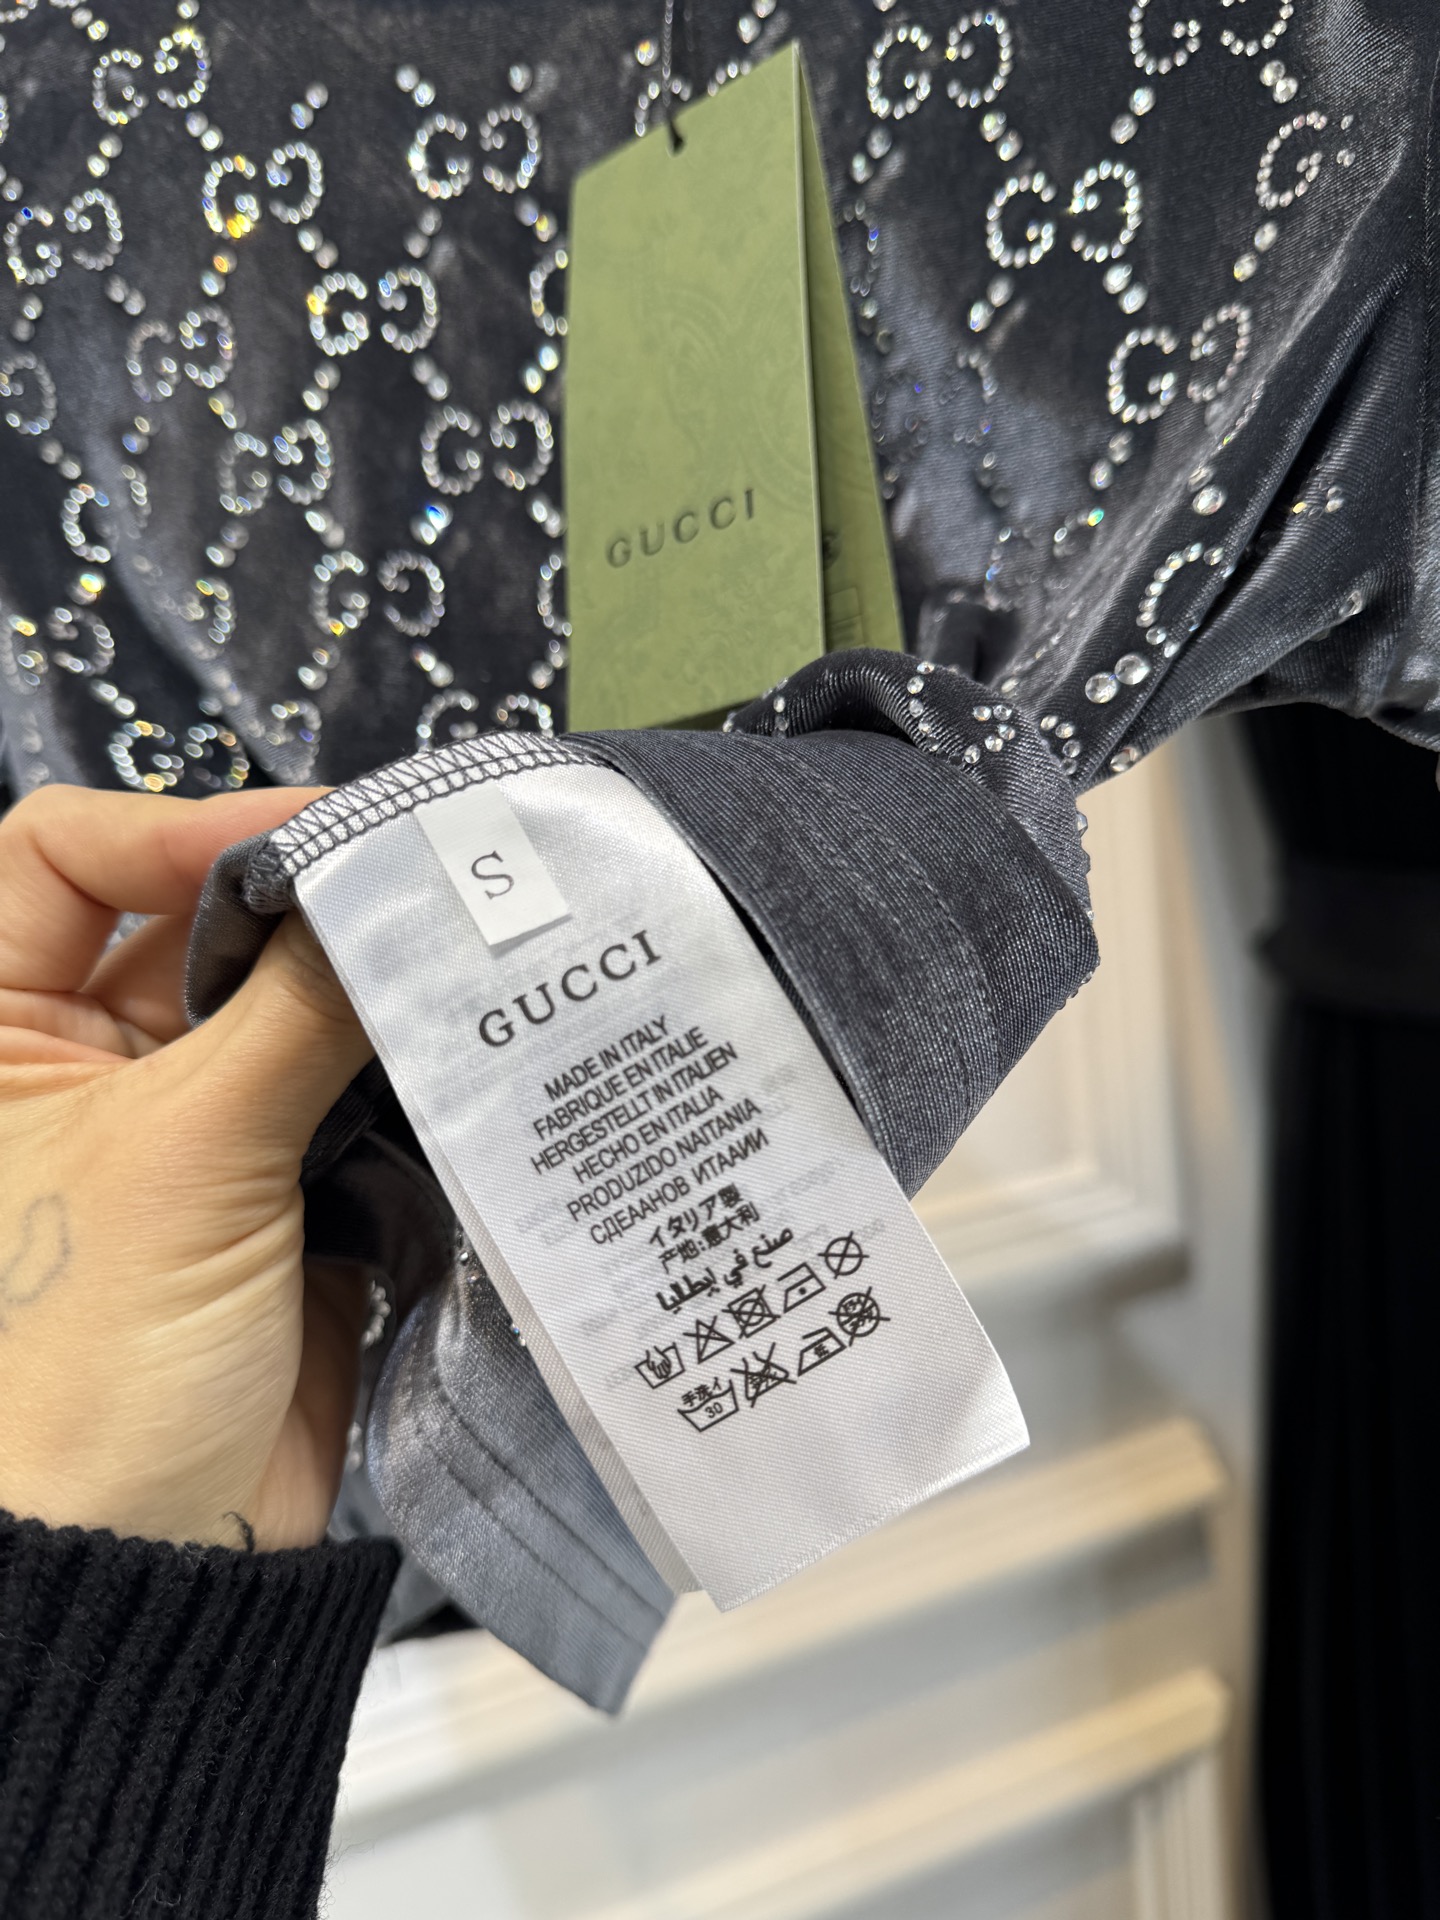 GUCCI
S
GUCCI
MADE IN ITALY
FABRIQUE EN ITALIE
HERGESTELLT IN ITALIEN
HECHO EN ITALIA
PRODUZIDO NAITANIA
СДЕАНОВ ИТААИИ
イタリア製
产地:意大利
صنع في إيطاليا
手洗イ
30